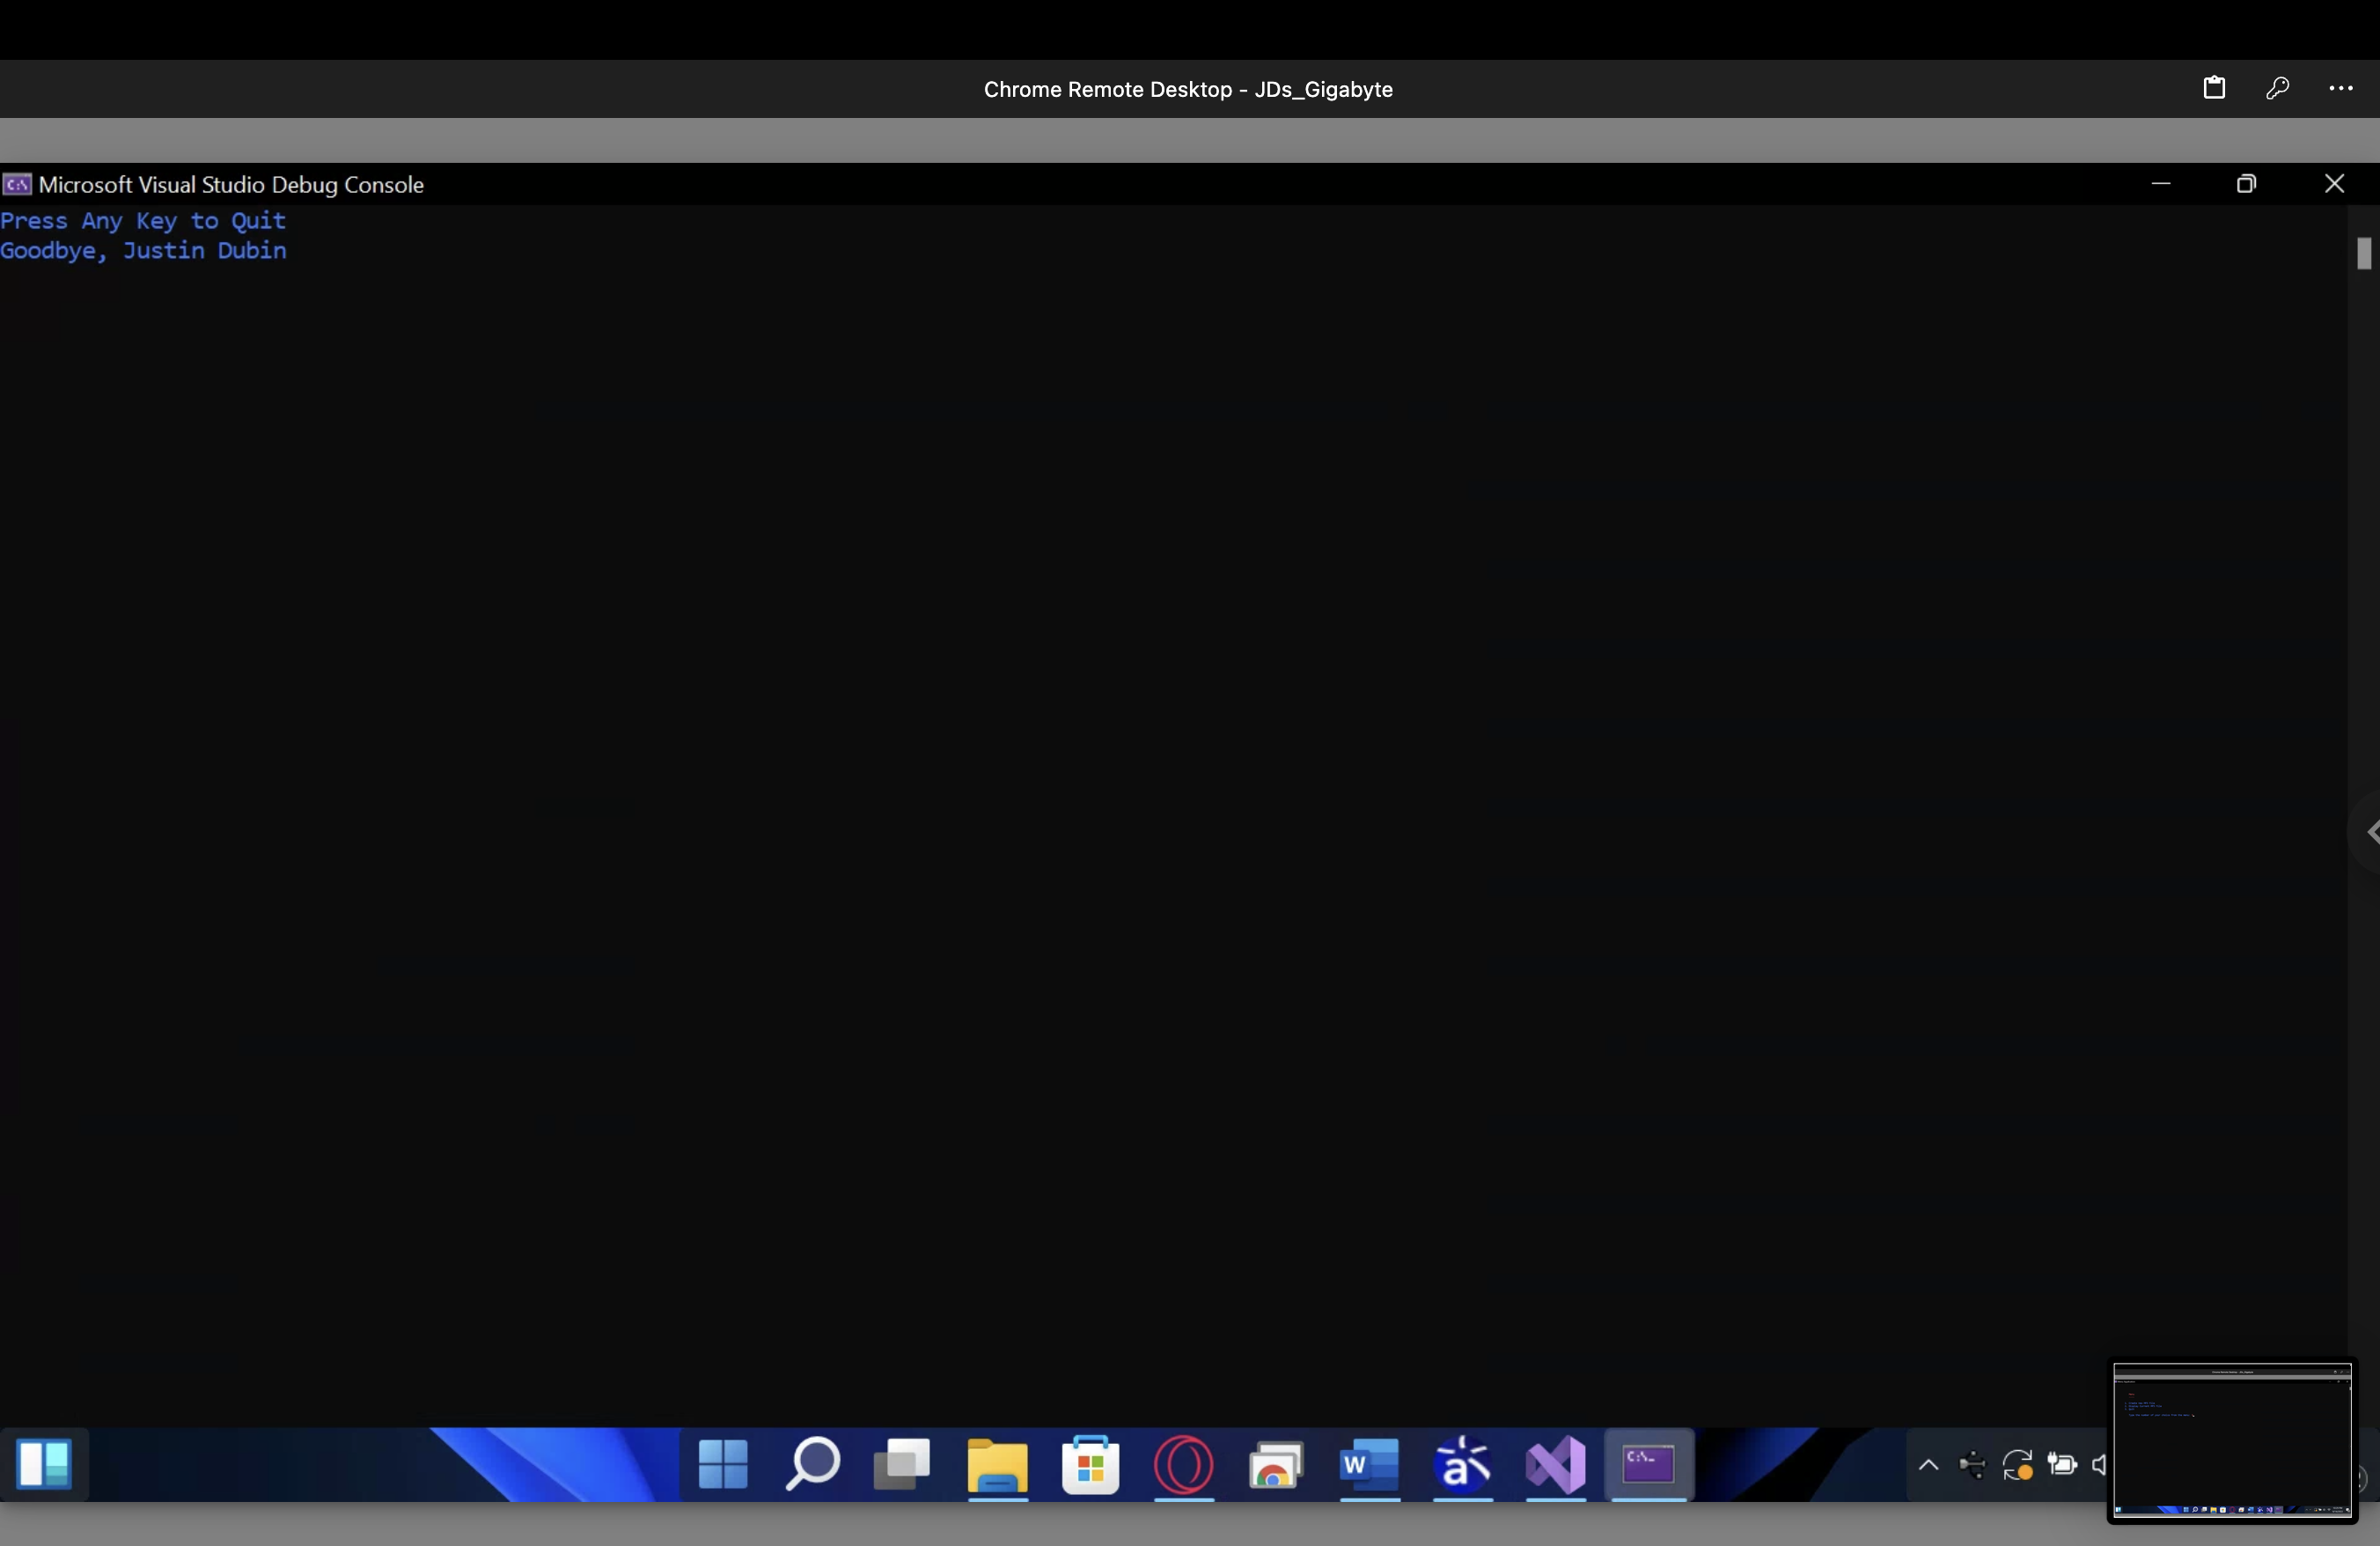 Chrome Remote Desktop - JDs_Gigabyte
Microsoft Visual Studio Debug Console
Press Any Key to Quit
Goodbye, Justin Dubin